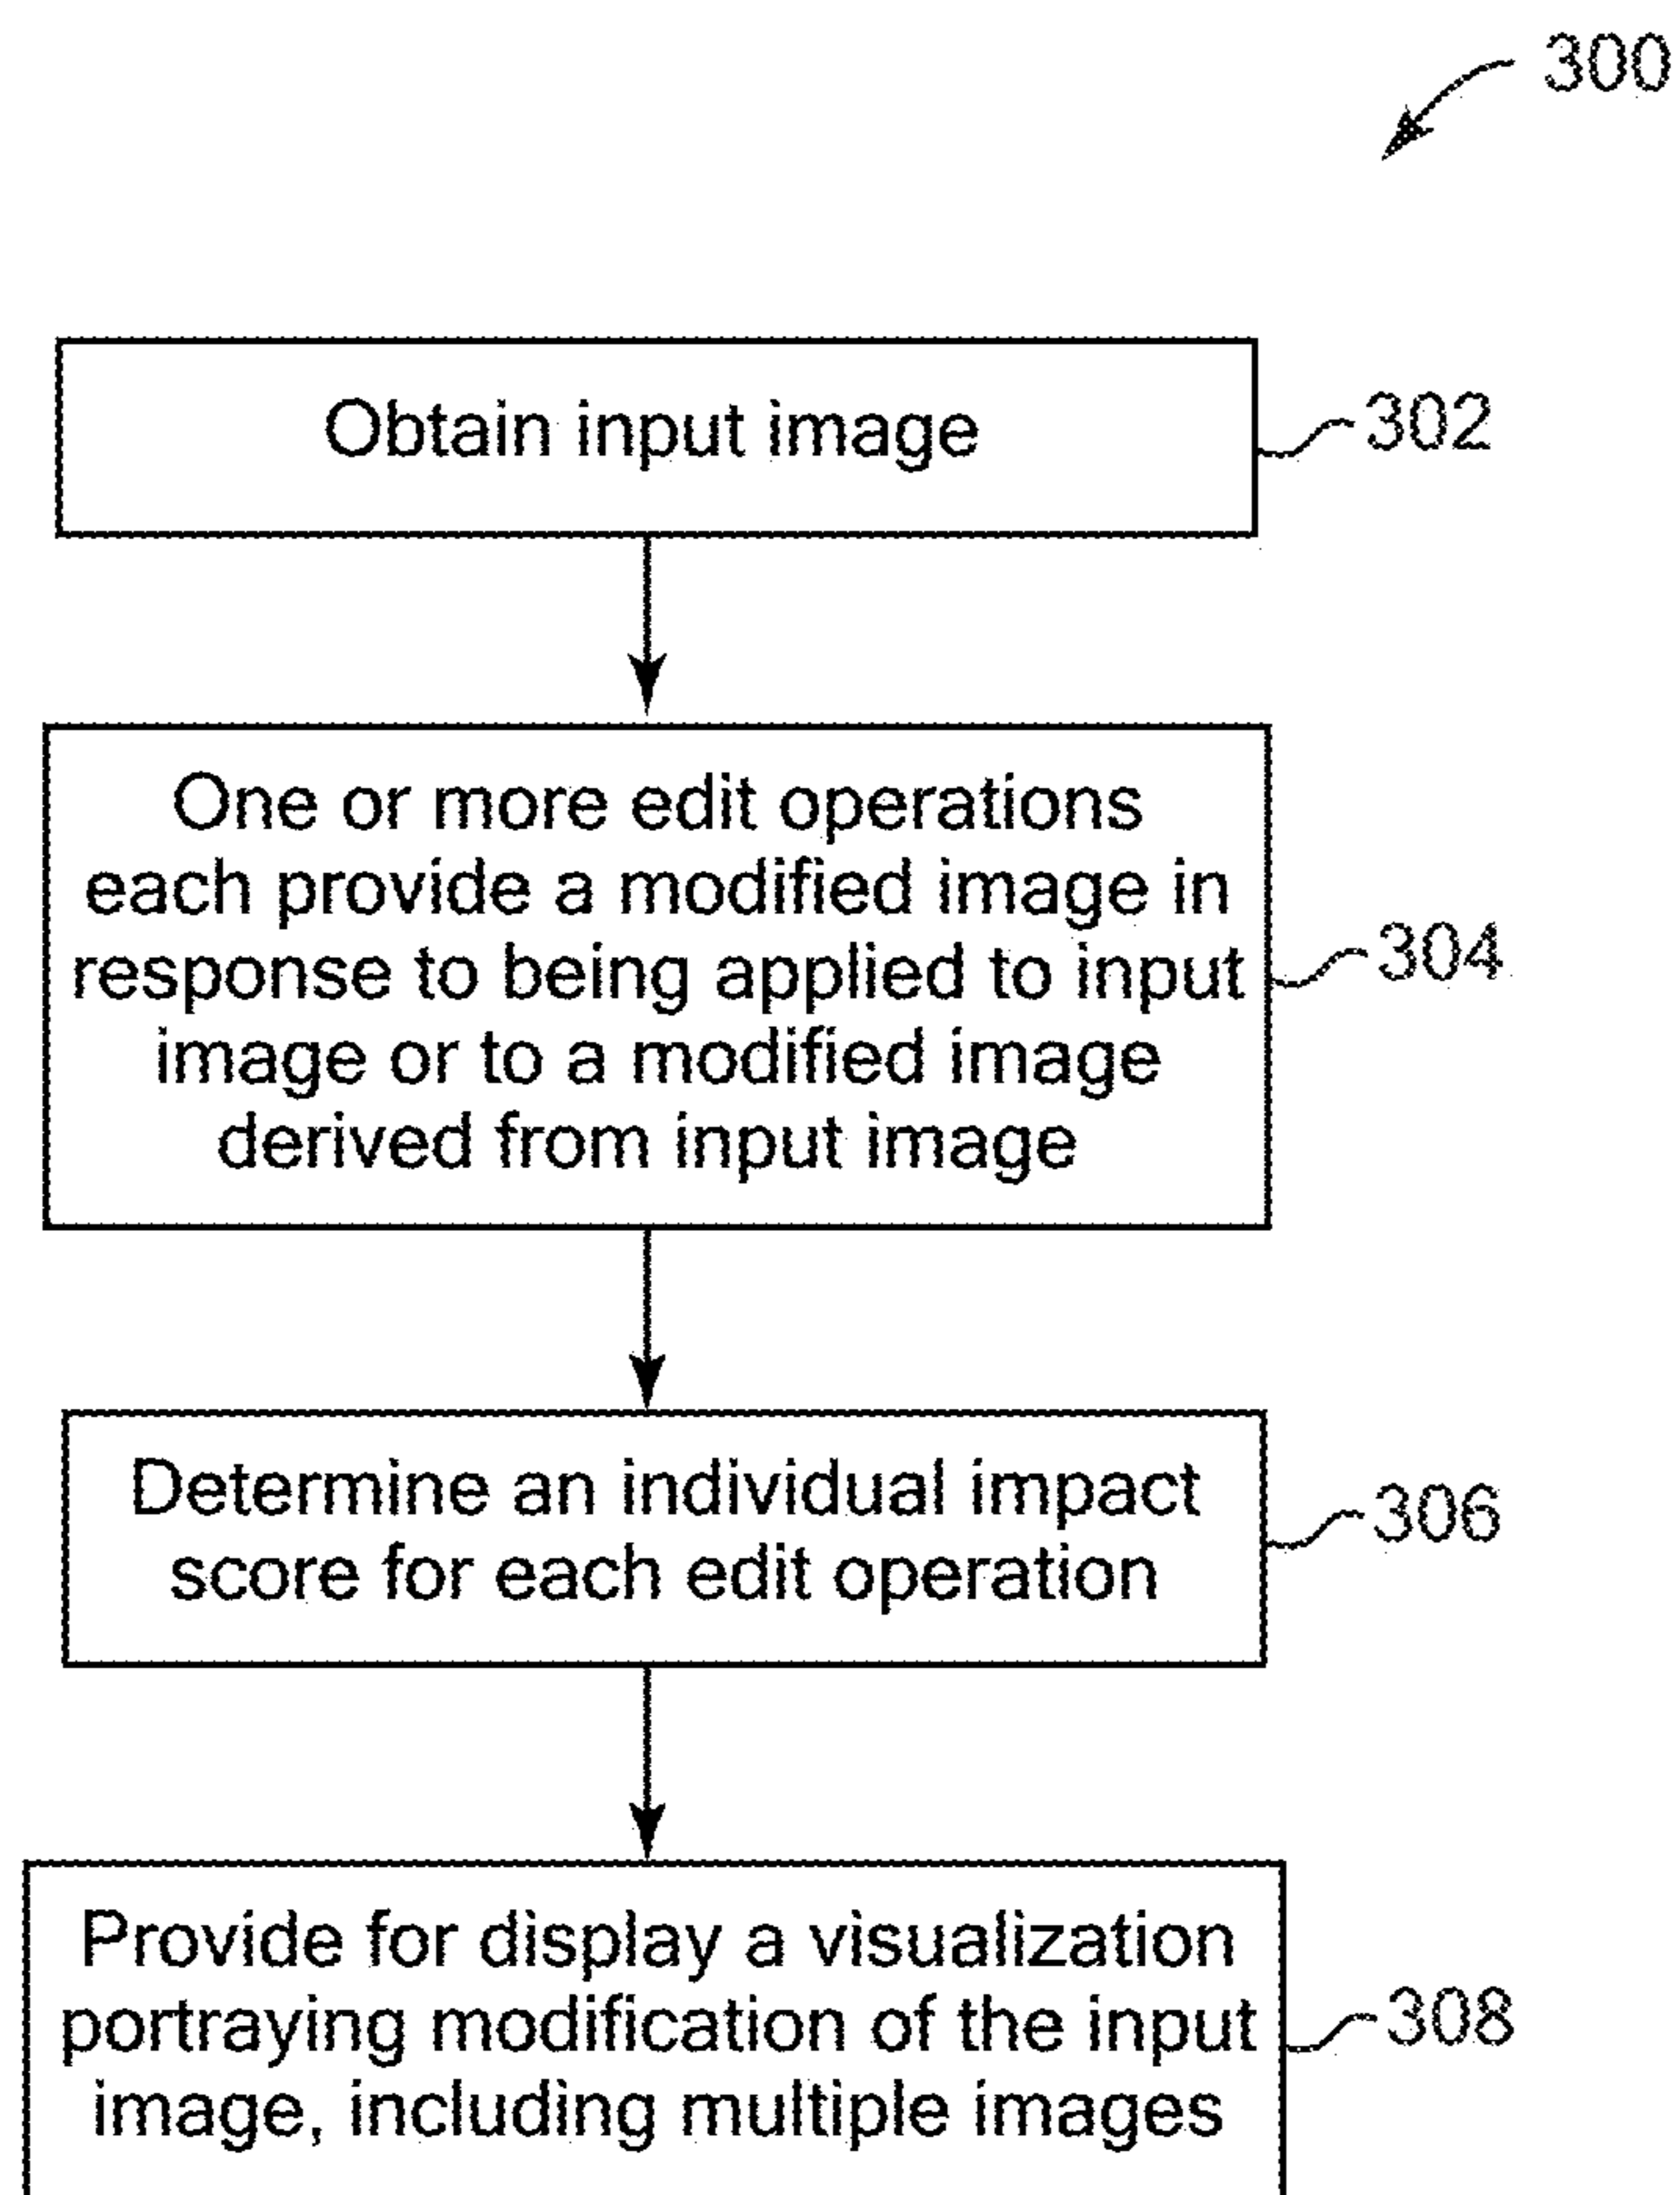 300
Obtain input image
302
One or more edit operations
each provide a modified image in
response to being applied to input
image or to a modified image
derived from input image
304
Determine an individual impact
score for each edit operation
306
Provide for display a visualization
portraying modification of the input
image, including multiple images
308